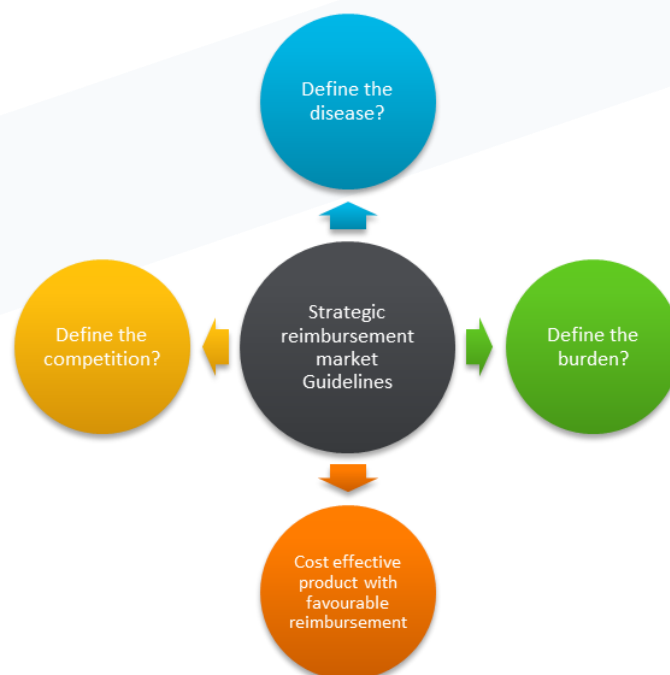 Define the
disease?
Define the
competition?
Strategic
reimbursement
market
Guidelines
Define the
burden?
Cost effective
product with
favourable
reimbursement